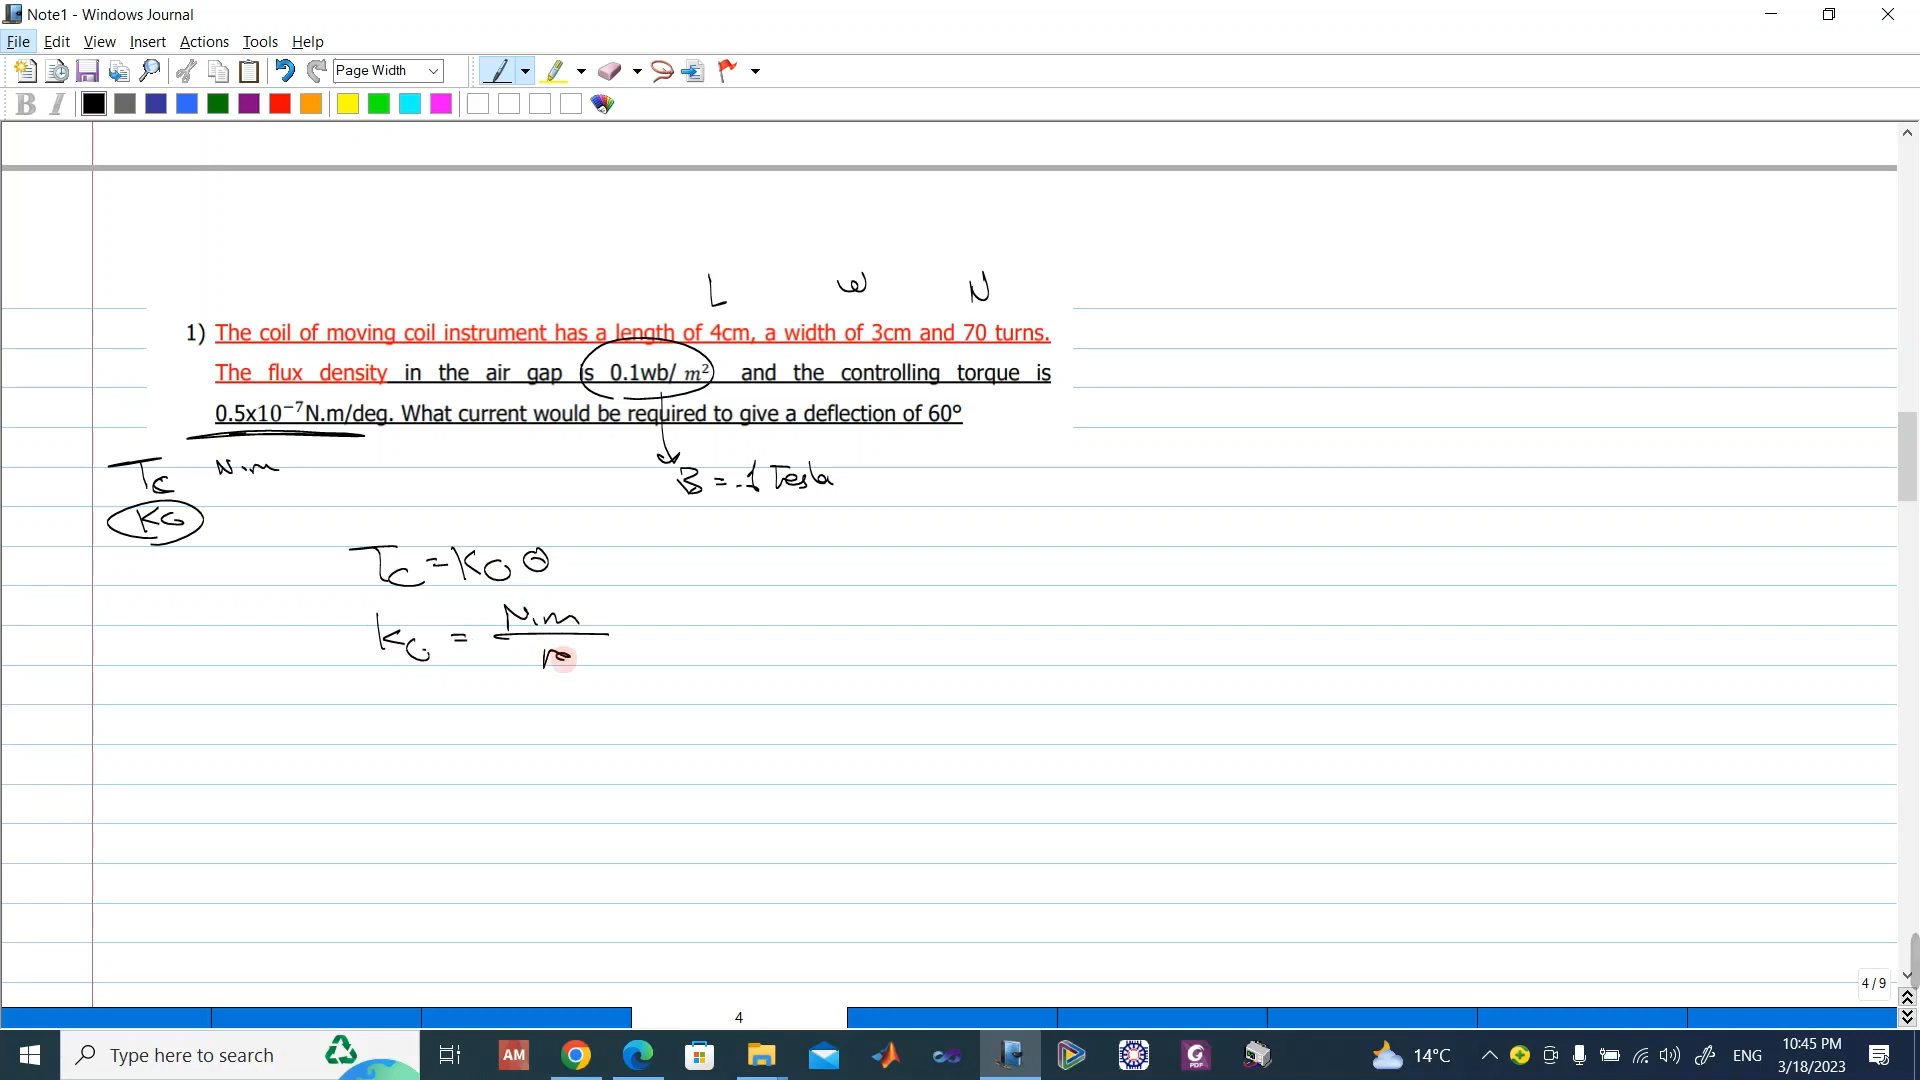 Note1 - Windows Journal
File Edit View Insert Actions Tools Help
Page Width
B I
L W N
1) The coil of moving coil instrument has a length of 4cm, a width of 3cm and 70 turns.
The flux density in the air gap is 0.1wb/ m² and the controlling torque is
0.5x10⁻⁷N.m/deg. What current would be required to give a deflection of 60°
Tc N.m
B = .1 Tesla
Kc
Tc = Kc θ
Kc = N.m
4 / 9
4
Type here to search
AM
PDF
14°C
ENG
10:45 PM
3/18/2023